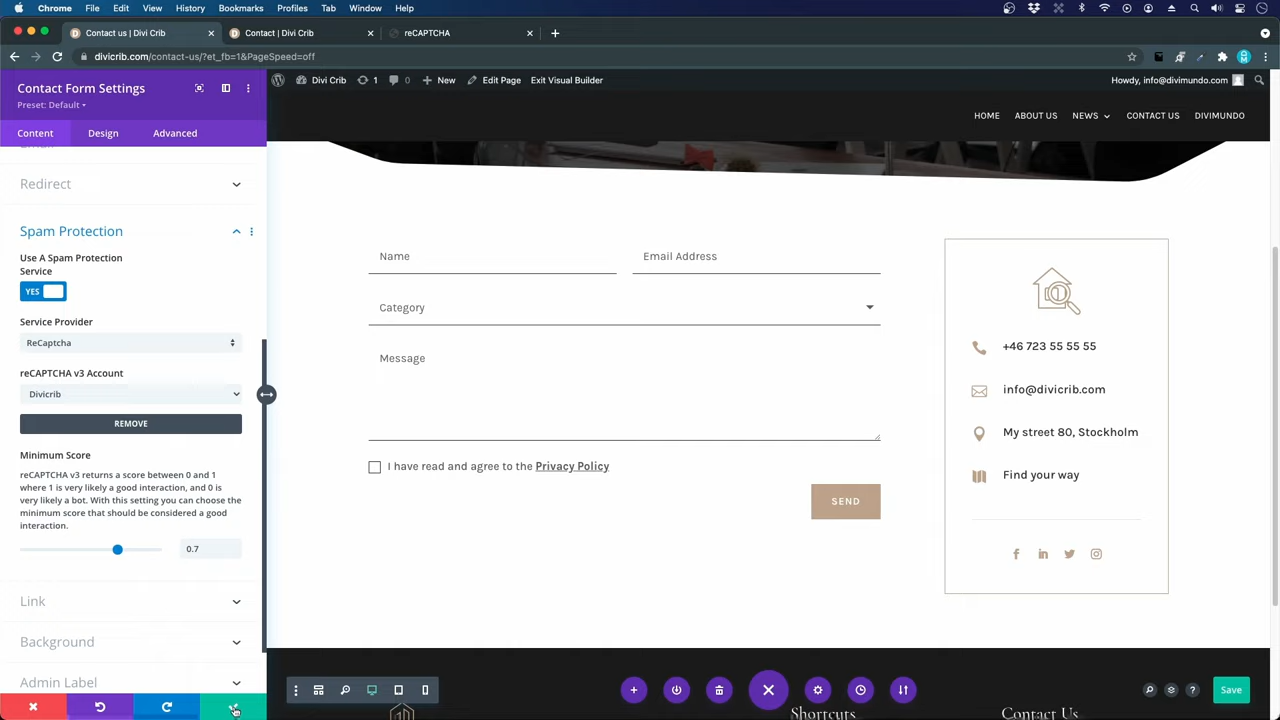 Chrome File Edit View History Bookmarks Profiles Tab Window Help
Contact us | Divi Crib
Contact | Divi Crib
reCAPTCHA
divicrib.com/contact-us/?et_fb=1&PageSpeed=off
Divi Crib 1 0 New Edit Page Exit Visual Builder Howdy, info@divimundo.com
Contact Form Settings
Preset: Default
Content Design Advanced
HOME ABOUT US NEWS CONTACT US DIVIMUNDO
Redirect
Spam Protection
Use A Spam Protection
Service
YES
Service Provider
ReCaptcha
reCAPTCHA v3 Account
Divicrib
REMOVE
Minimum Score
reCAPTCHA v3 returns a score between 0 and 1
where 1 is very likely a good interaction, and 0 is
very likely a bot. With this setting you can choose the
minimum score that should be considered a good
interaction.
0.7
Link
Background
Admin Label
Name
Email Address
Category
Message
I have read and agree to the Privacy Policy
SEND
+46 723 55 55 55
info@divicrib.com
My street 80, Stockholm
Find your way
Save
Shortcuts
Contact Us